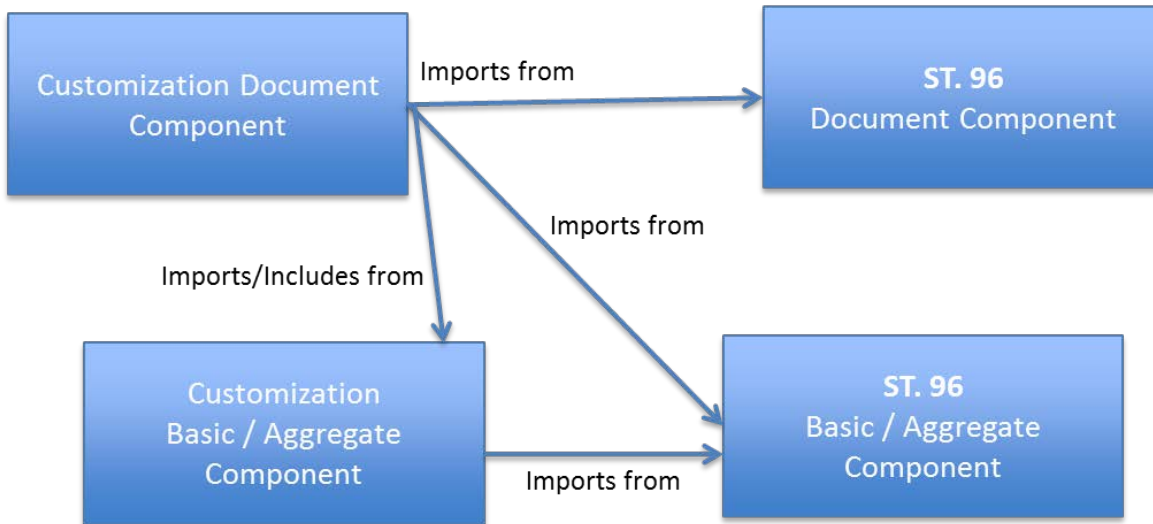 Customization Document
Component
Imports from
ST. 96
Document Component
Imports from
Imports/Includes from
Customization
Basic / Aggregate
Component
Imports from
ST. 96
Basic / Aggregate
Component